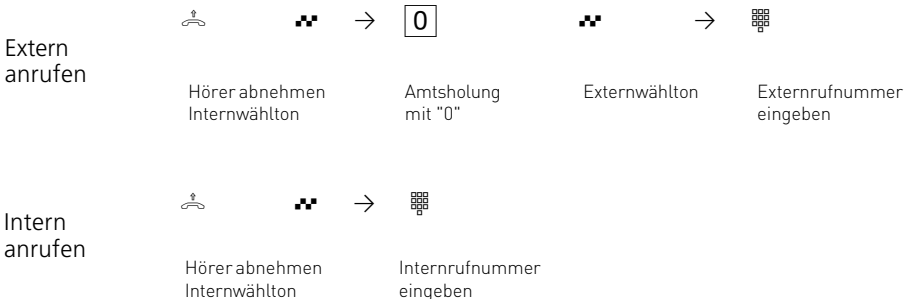 Extern
anrufen
0
Hörer abnehmen
Internwählton
Amtsholung
mit "0"
Externwählton
Externrufnummer
eingeben
Intern
anrufen
Hörer abnehmen
Internwählton
Internrufnummer
eingeben